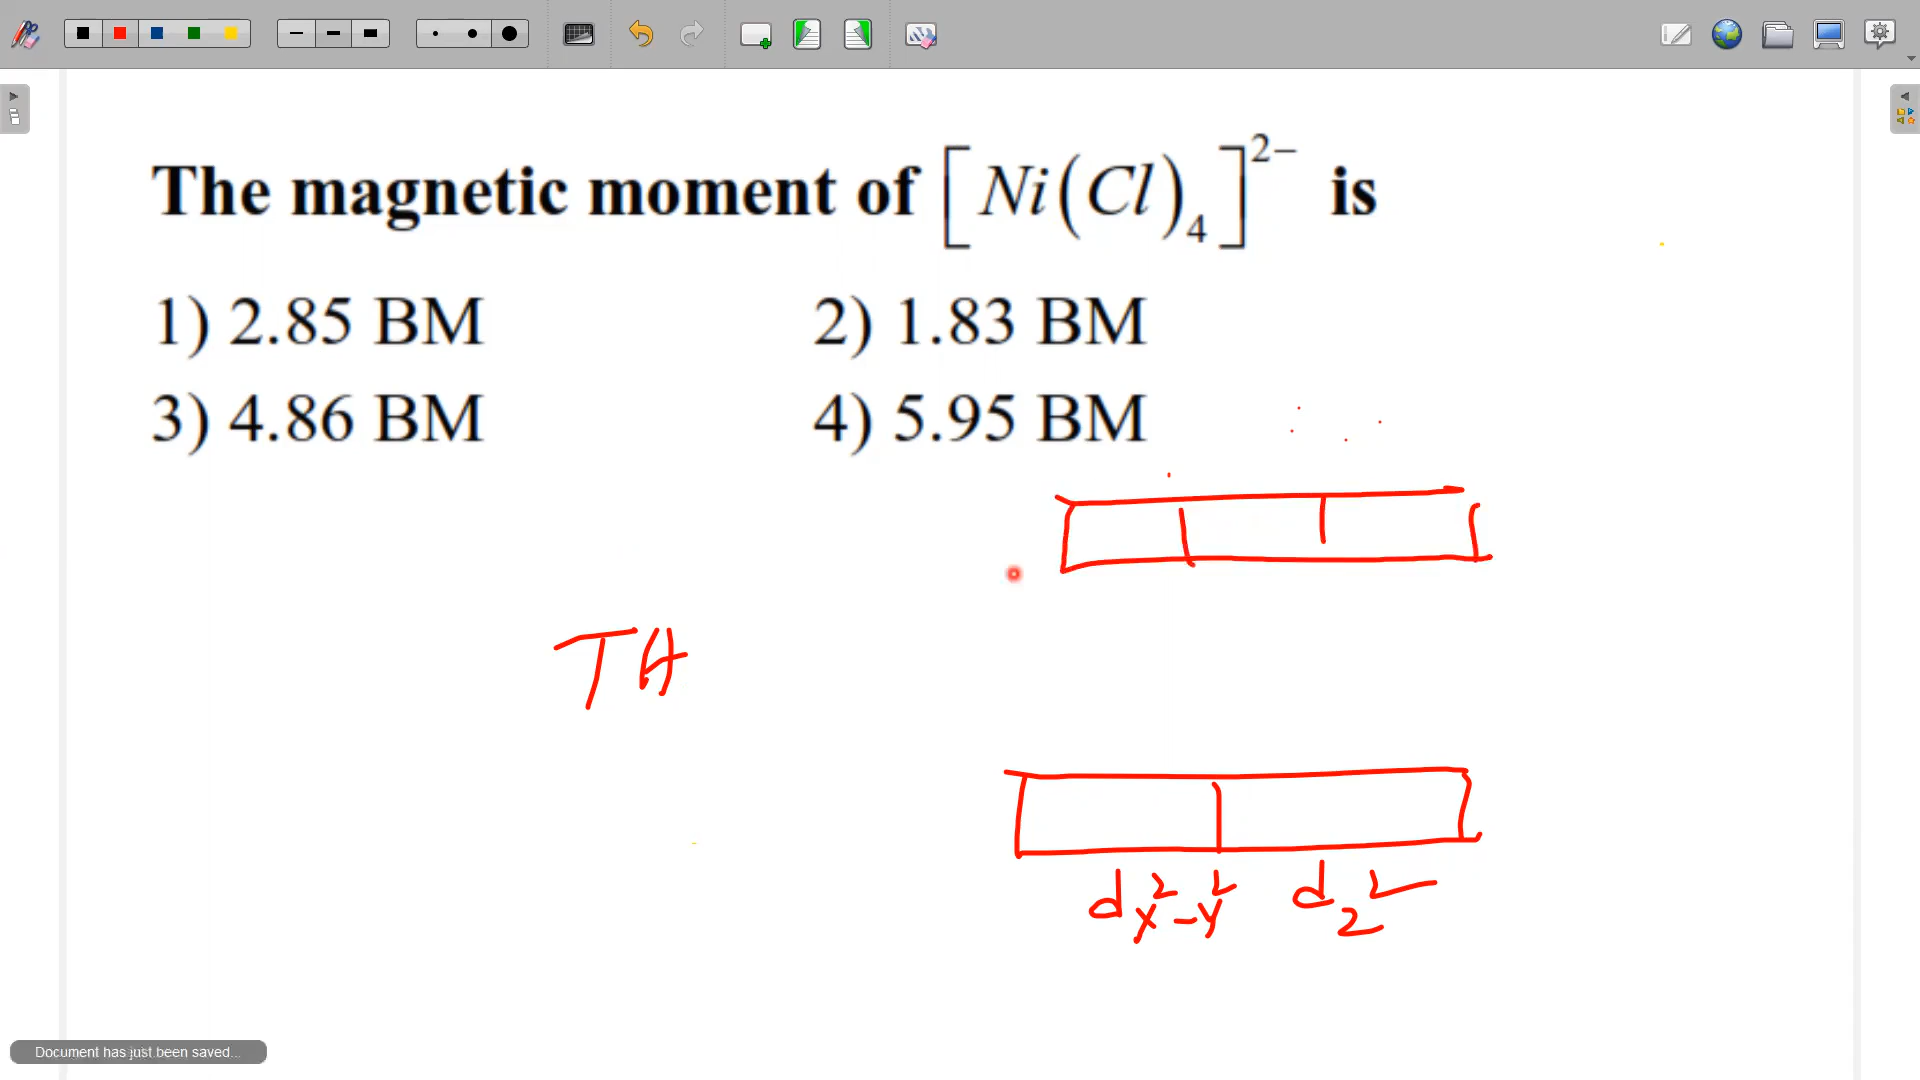 The magnetic moment of [Ni(Cl)₄]²⁻ is
1) 2.85 BM 2) 1.83 BM
3) 4.86 BM 4) 5.95 BM
TH
dx²-y² dz²
Document has just been saved...